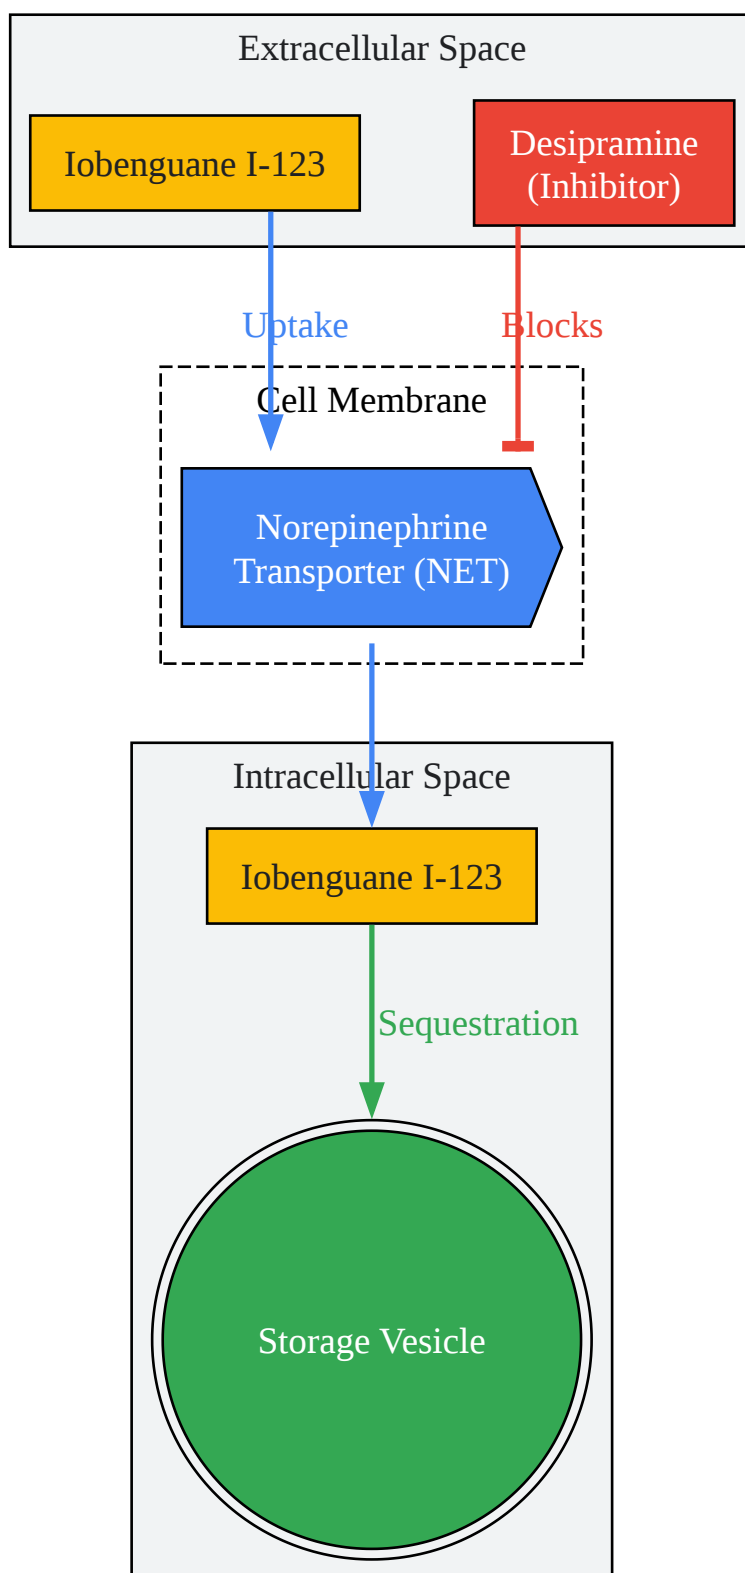 Extracellular Space
Iobenguane I-123
Desipramine
(Inhibitor)
Uptake
Blocks
Cell Membrane
Norepinephrine
Transporter (NET)
Intracellular Space
Iobenguane I-123
Sequestration
Storage Vesicle